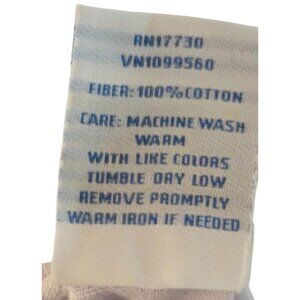 RN17730
VN1099560
FIBER: 100% COTTON
CARE: MACHINE WASH
WARM
WITH LIKE COLORS
TUMBLE DRY LOW
REMOVE PROMPTLY
WARM IRON IF NEEDED